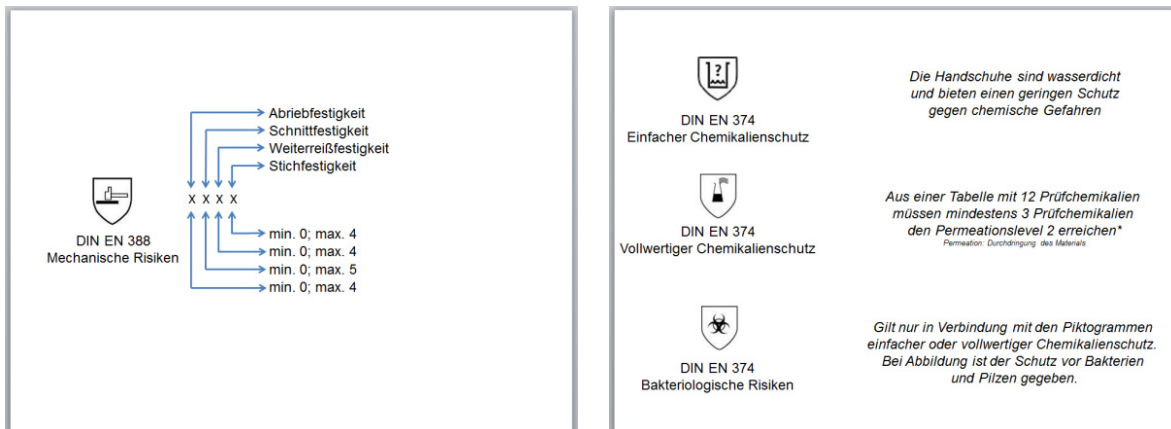 Abriebfestigkeit
Schnittfestigkeit
Weiterreißfestigkeit
Stichfestigkeit
X X X X
DIN EN 388
Mechanische Risiken
min. 0; max. 4
min. 0; max. 4
min. 0; max. 5
min. 0; max. 4
?
DIN EN 374
Einfacher Chemikalienschutz
Die Handschuhe sind wasserdicht
und bieten einen geringen Schutz
gegen chemische Gefahren
DIN EN 374
Vollwertiger Chemikalienschutz
Aus einer Tabelle mit 12 Prüfchemikalien
müssen mindestens 3 Prüfchemikalien
den Permeationslevel 2 erreichen*
Permeation: Durchdringung des Materials
DIN EN 374
Bakteriologische Risiken
Gilt nur in Verbindung mit den Piktogrammen
einfacher oder vollwertiger Chemikalienschutz.
Bei Abbildung ist der Schutz vor Bakterien
und Pilzen gegeben.